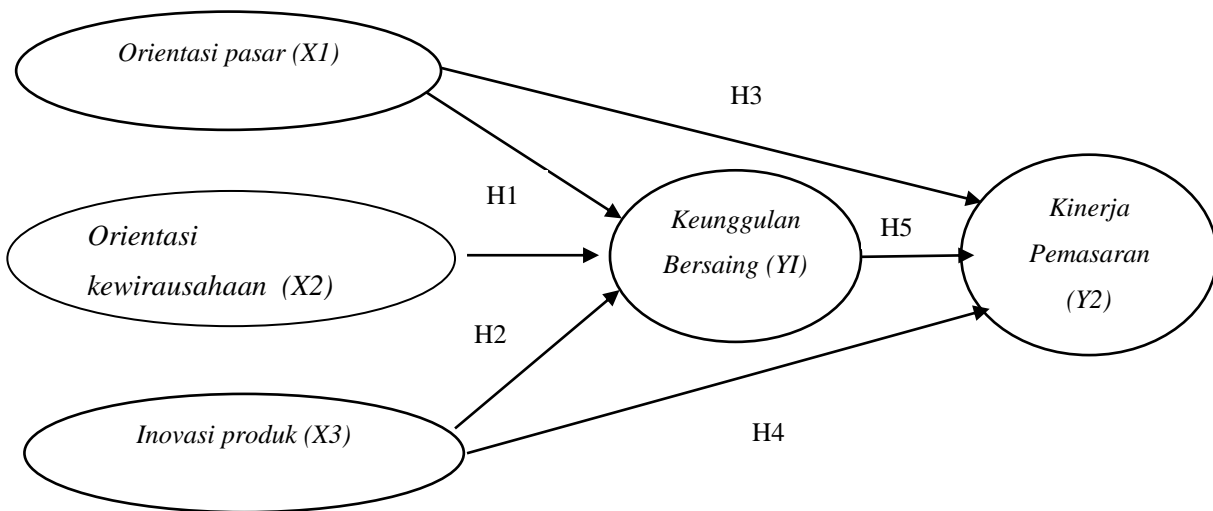 Orientasi pasar (X1)
H3
H1
Orientasi
kewirausahaan (X2)
Keunggulan
Bersaing (YI)
H5
Kinerja
Pemasaran
(Y2)
H2
Inovasi produk (X3)
H4